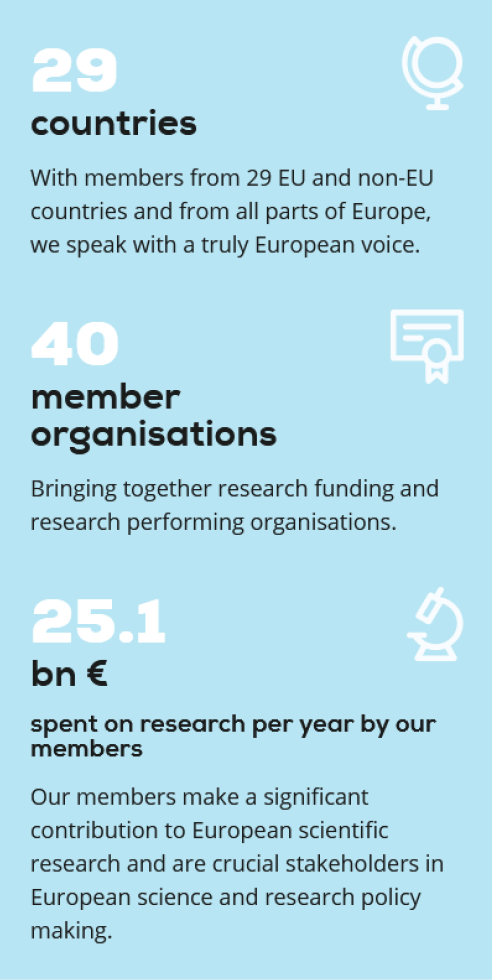 29
countries
With members from 29 EU and non-EU
countries and from all parts of Europe,
we speak with a truly European voice.
40
member
organisations
Bringing together research funding and
research performing organisations.
25.1
bn €
spent on research per year by our
members
Our members make a significant
contribution to European scientific
research and are crucial stakeholders in
European science and research policy
making.